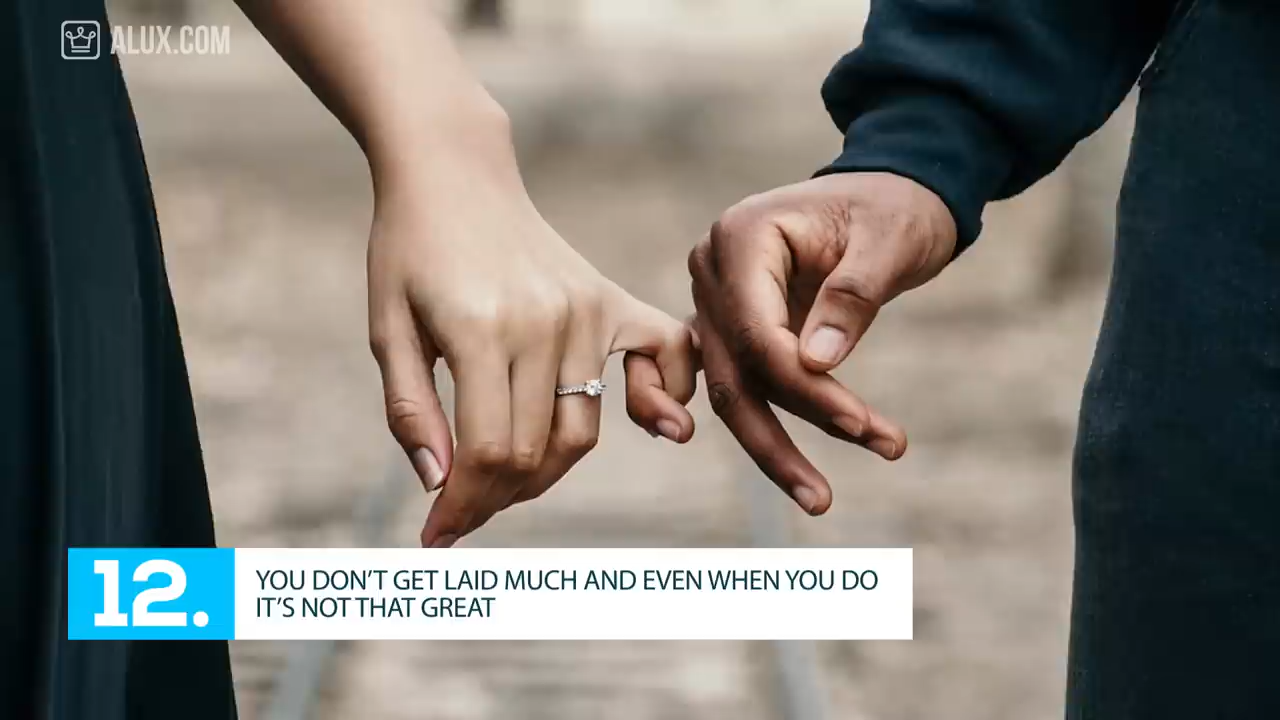 ALUX.COM
12.
YOU DON'T GET LAID MUCH AND EVEN WHEN YOU DO
IT'S NOT THAT GREAT